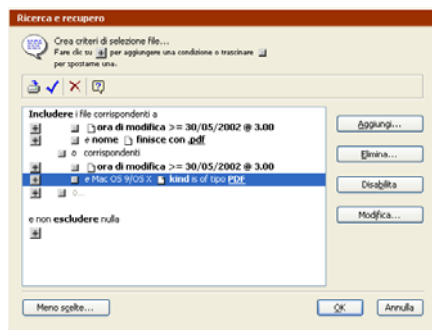 Ricerca e recupero
Crea criteri di selezione file...
Fare clic su + per aggiungere una condizione o trascinare
per spostarne una.
Includere i file corrispondenti a
ora di modifica >= 30/05/2002 @ 3.00
e nome finisce con .pdf
o corrispondenti
ora di modifica >= 30/05/2002 @ 3.00
e Mac OS 9/OS X kind is of tipo PDF
o...
e non escludere nulla
Aggiungi...
Elimina...
Disabilita
Modifica...
Meno scelte...
OK
Annulla